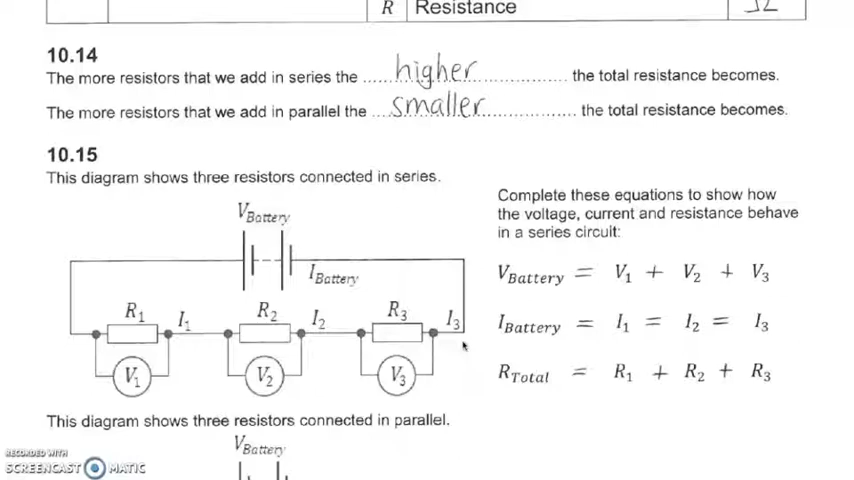 R Resistance Ω
10.14
The more resistors that we add in series the ..... higher .................. the total resistance becomes.
The more resistors that we add in parallel the ... smaller ................. the total resistance becomes.
10.15
This diagram shows three resistors connected in series.
Complete these equations to show how
the voltage, current and resistance behave
in a series circuit:
V_Battery
I_Battery
R₁ I₁ R₂ I₂ R₃ I₃
V₁ V₂ V₃
V_Battery = V₁ + V₂ + V₃
I_Battery = I₁ = I₂ = I₃
R_Total = R₁ + R₂ + R₃
This diagram shows three resistors connected in parallel.
V_Battery
RECORDED WITH
SCREENCAST MATIC